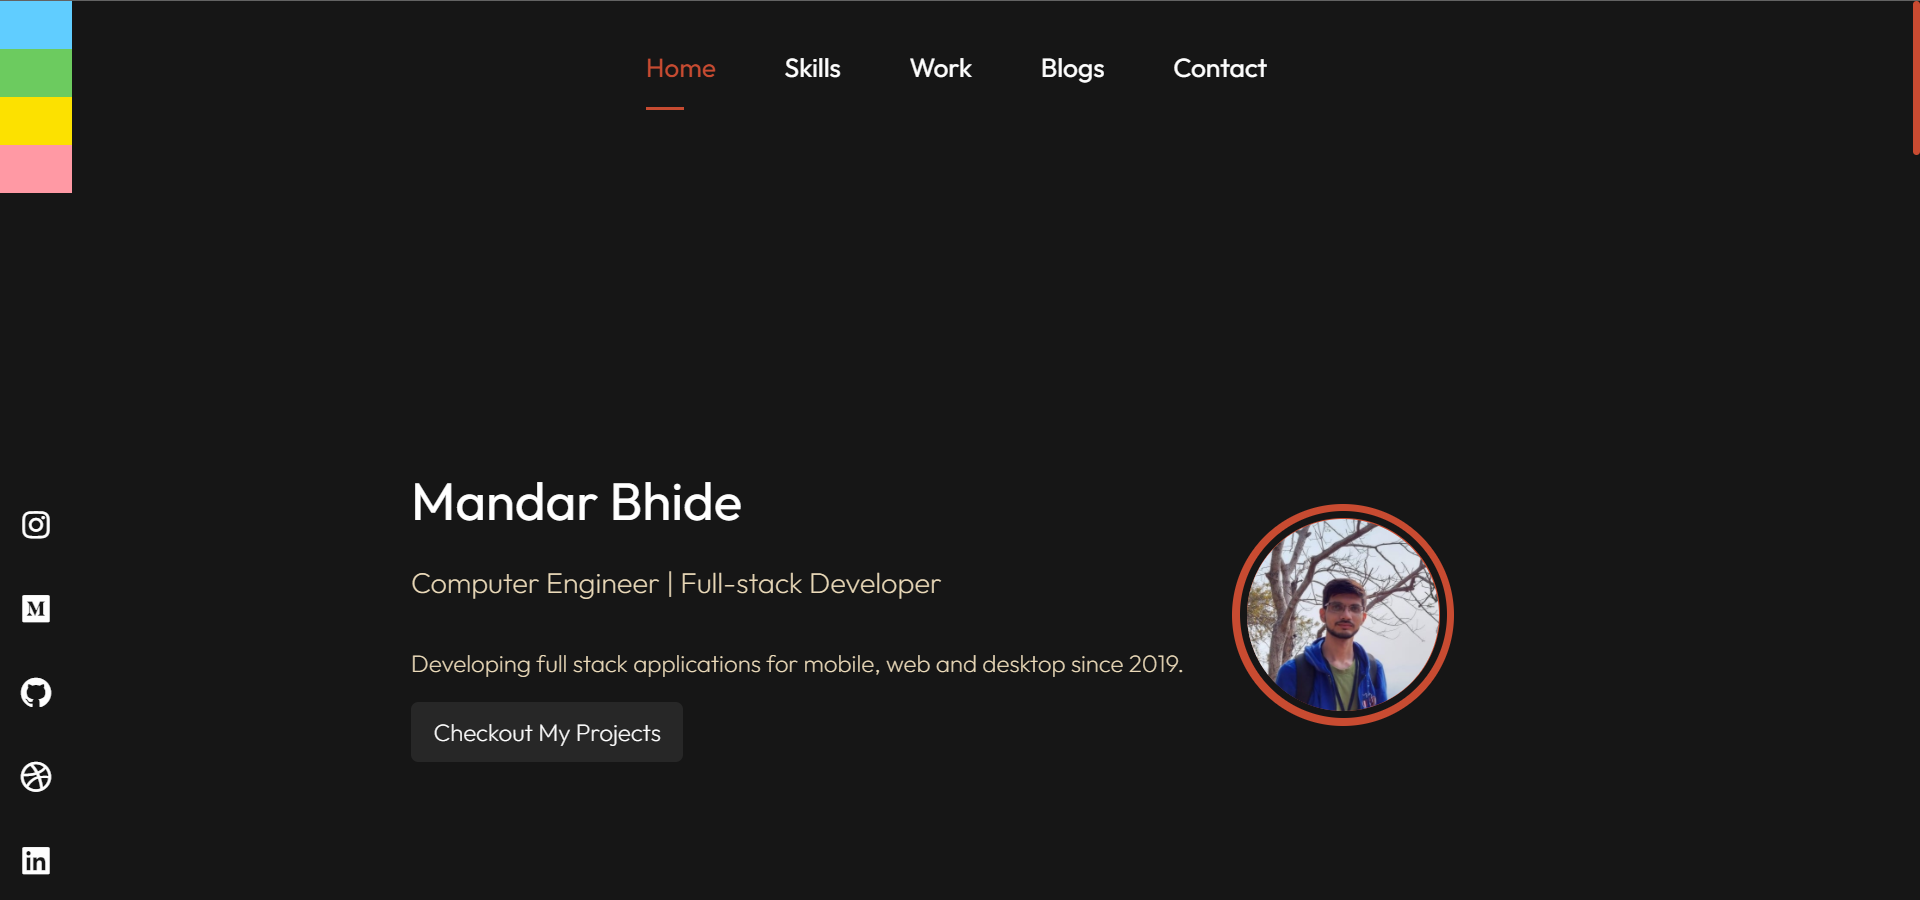 Home Skills Work Blogs Contact
Mandar Bhide
Computer Engineer | Full-stack Developer
Developing full stack applications for mobile, web and desktop since 2019.
Checkout My Projects
M
in